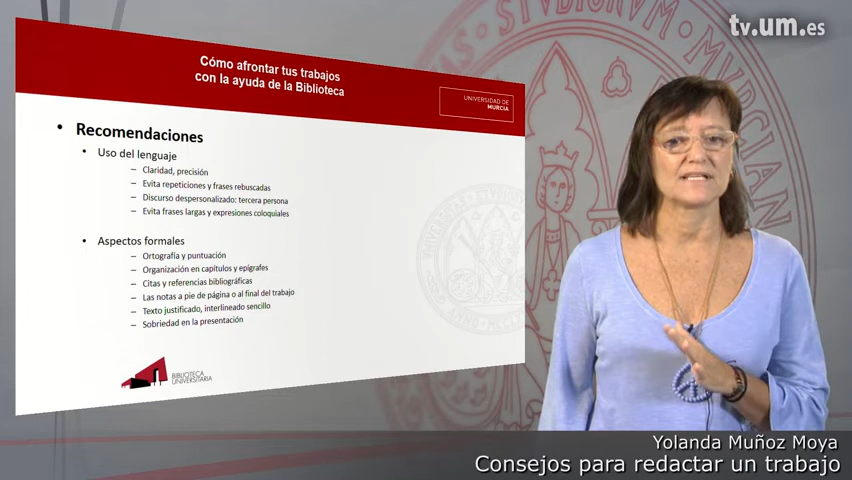 tv.um.es
Cómo afrontar tus trabajos
con la ayuda de la Biblioteca
UNIVERSIDAD DE
MURCIA
• Recomendaciones
• Uso del lenguaje
– Claridad, precisión
– Evita repeticiones y frases rebuscadas
– Discurso despersonalizado: tercera persona
– Evita frases largas y expresiones coloquiales
• Aspectos formales
– Ortografía y puntuación
– Organización en capítulos y epígrafes
– Citas y referencias bibliográficas
– Las notas a pie de página o al final del trabajo
– Texto justificado, interlineado sencillo
– Sobriedad en la presentación
BIBLIOTECA
UNIVERSITARIA
Yolanda Muñoz Moya
Consejos para redactar un trabajo